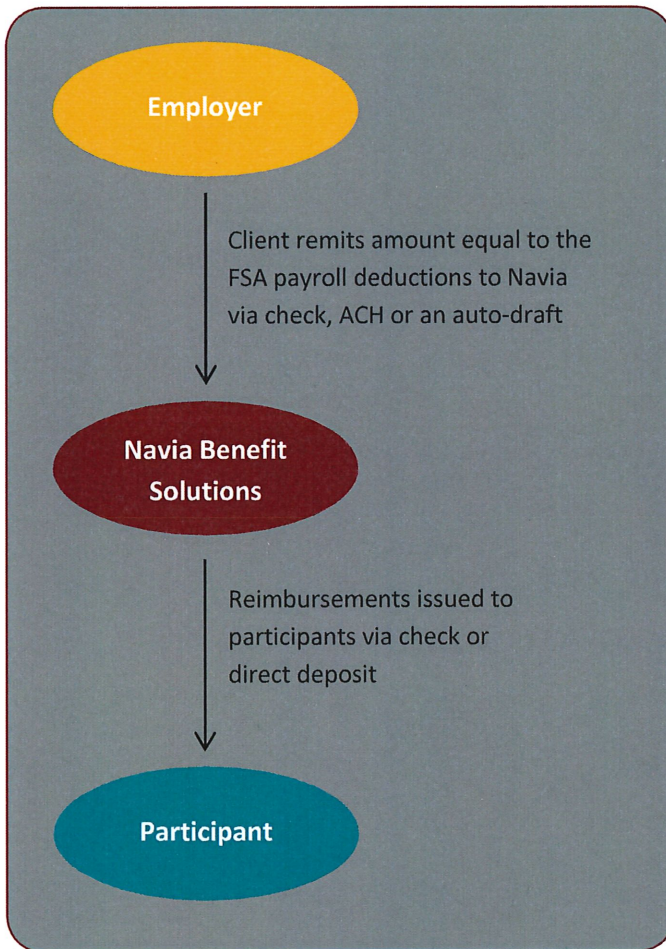 Employer
Client remits amount equal to the
FSA payroll deductions to Navia
via check, ACH or an auto-draft
Navia Benefit
Solutions
Reimbursements issued to
participants via check or
direct deposit
Participant